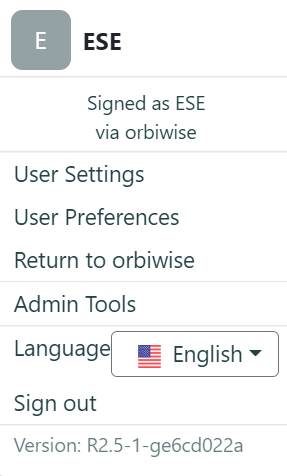 E ESE
Signed as ESE
via orbiwise
User Settings
User Preferences
Return to orbiwise
Admin Tools
Language English
Sign out
Version: R2.5-1-ge6cd022a